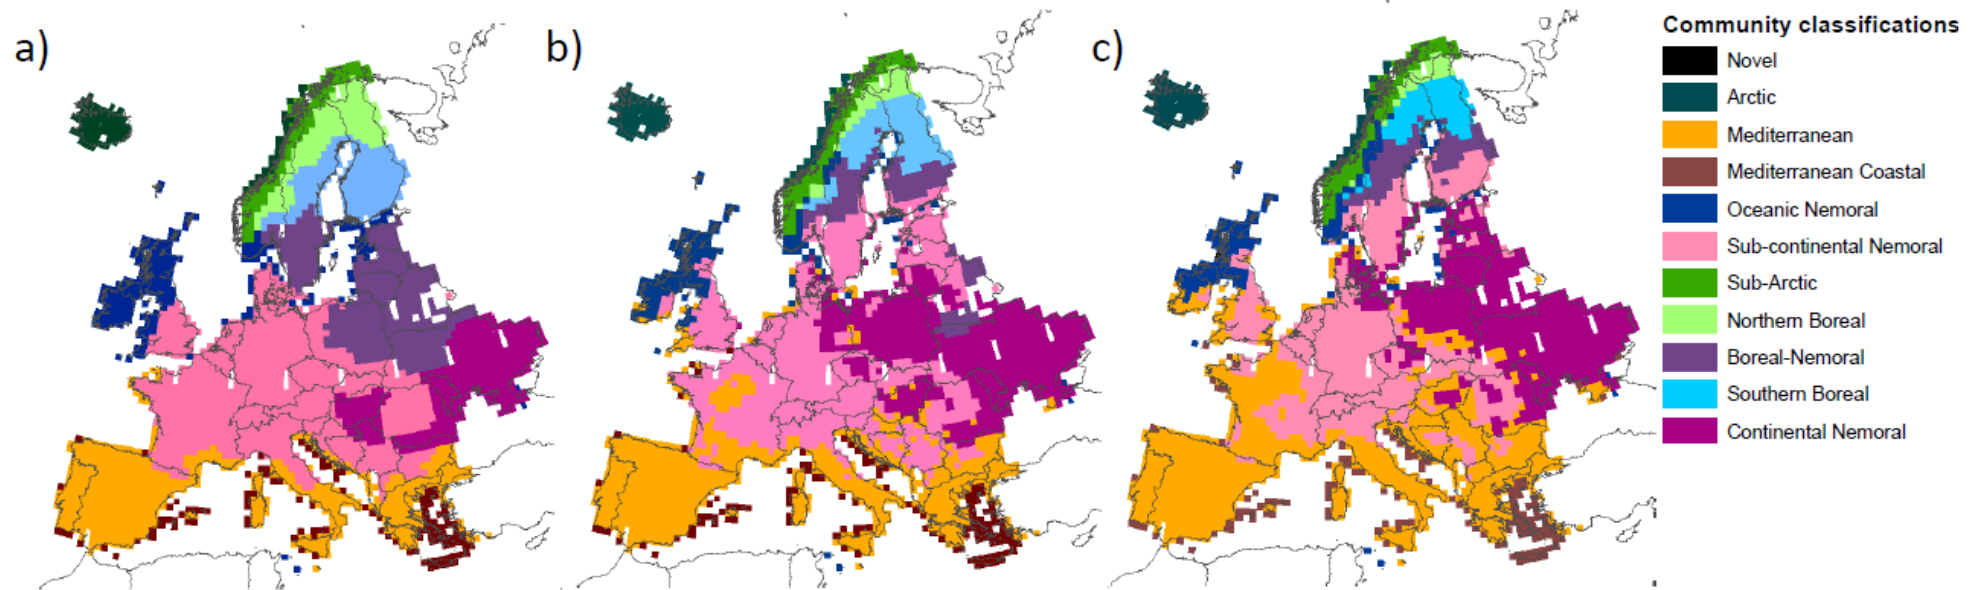 a)
b)
c)
Community classifications
Novel
Arctic
Mediterranean
Mediterranean Coastal
Oceanic Nemoral
Sub-continental Nemoral
Sub-Arctic
Northern Boreal
Boreal-Nemoral
Southern Boreal
Continental Nemoral